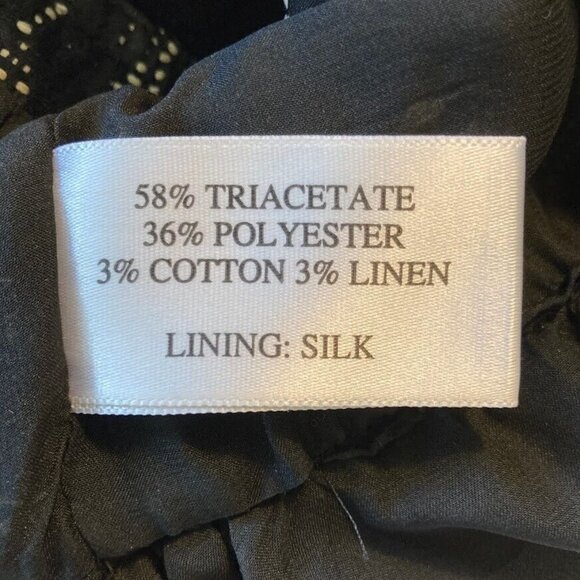 58% TRIACETATE
36% POLYESTER
3% COTTON 3% LINEN
LINING: SILK